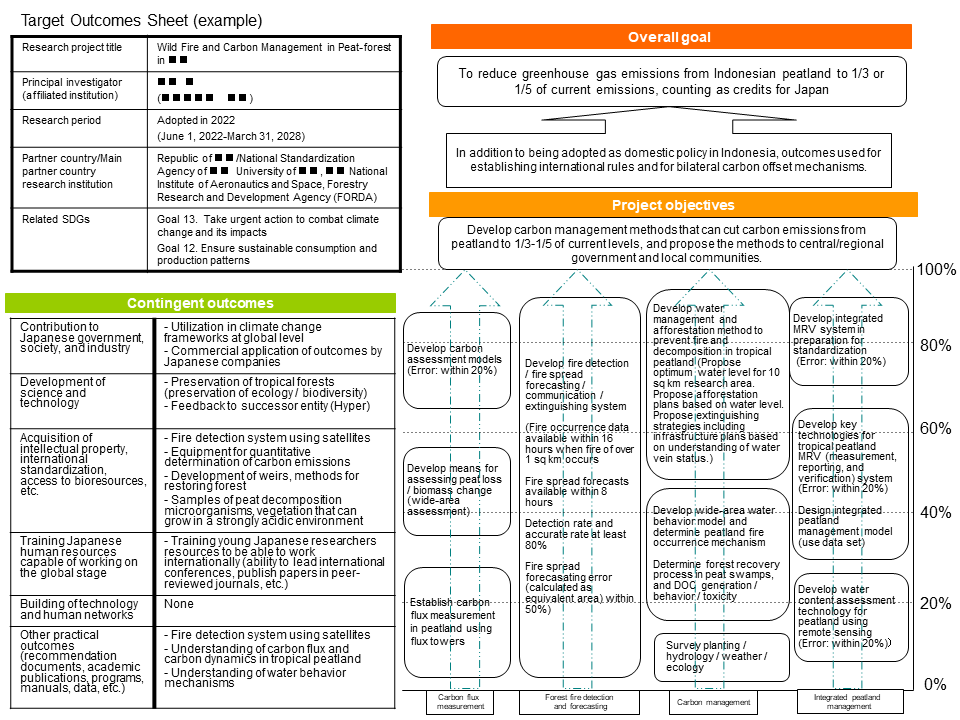 Target Outcomes Sheet (example)
Research project title
Wild Fire and Carbon Management in Peat-forest
in ■ ■
Principal investigator
(affiliated institution)
■ ■ ■
(■ ■ ■ ■ ■ ■ ■)
Research period
Adopted in 2022
(June 1, 2022-March 31, 2028)
Partner country/Main
partner country
research institution
Republic of ■ ■/National Standardization
Agency of ■ ■ University of ■ ■, ■ ■ National
Institute of Aeronautics and Space, Forestry
Research and Development Agency (FORDA)
Related SDGs
Goal 13. Take urgent action to combat climate
change and its impacts
Goal 12. Ensure sustainable consumption and
production patterns
Overall goal
To reduce greenhouse gas emissions from Indonesian peatland to 1/3 or
1/5 of current emissions, counting as credits for Japan
In addition to being adopted as domestic policy in Indonesia, outcomes used for
establishing international rules and for bilateral carbon offset mechanisms.
Project objectives
Develop carbon management methods that can cut carbon emissions from
peatland to 1/3-1/5 of current levels, and propose the methods to central/regional
government and local communities.
Contingent outcomes
Contribution to
Japanese government,
society, and industry
- Utilization in climate change
frameworks at global level
- Commercial application of outcomes by
Japanese companies
Development of
science and
technology
- Preservation of tropical forests
(preservation of ecology / biodiversity)
- Feedback to successor entity (Hyper)
Acquisition of
intellectual property,
international
standardization,
access to bioresources,
etc.
- Fire detection system using satellites
- Equipment for quantitative
determination of carbon emissions
- Development of weirs, methods for
restoring forest
- Samples of peat decomposition
microorganisms, vegetation that can
grow in a strongly acidic environment
Training Japanese
human resources
capable of working on
the global stage
- Training young Japanese researchers
resources to be able to work
internationally (ability to lead international
conferences, publish papers in peer-
reviewed journals, etc.)
Building of technology
and human networks
None
Other practical
outcomes
(recommendation
documents, academic
publications, programs,
manuals, data, etc.)
- Fire detection system using satellites
- Understanding of carbon flux and
carbon dynamics in tropical peatland
- Understanding of water behavior
mechanisms
Develop carbon
assessment models
(Error: within 20%)
Develop means for
assessing peat loss
/ biomass change
(wide-area
assessment)
Establish carbon
flux measurement
in peatland using
flux towers
Carbon flux
measurement
Develop fire detection
/ fire spread
forecasting /
communication /
extinguishing system
(Fire occurrence data
available within 16
hours when fire of over
1 sq km occurs
Fire spread forecasts
available within 8
hours
Detection rate and
accurate rate at least
80%
Fire spread
forecasating error
(calculated as
equivalent area) within
50%)
Forest fire detection
and forecasting
Develop water
management and
afforestation method to
prevent fire and
decomposition in tropical
peatland (Propose
optimum water level for 10
sq km research area.
Propose afforestation
plans based on water level.
Propose extinguishing
strategies including
infrastructure plans based
on understanding of water
vein status.)
Develop wide-area water
behavior model and
determine peatland fire
occurrence mechanism
Determine forest recovery
process in peat swamps,
and DOC generation /
behavior / toxicity
Survey planting /
hydrology / weather /
ecology
Carbon management
Develop integrated
MRV system in
preparation for
standardization
(Error: within 20%)
Develop key
technologies for
tropical peatland
MRV (measurement,
reporting, and
verification) system
(Error: within 20%)
Design integrated
peatland
management model
(use data set)
Develop water
content assessment
technology for
peatland using
remote sensing
(Error: within 20%))
Integrated peatland
management
100%
80%
60%
40%
20%
0%